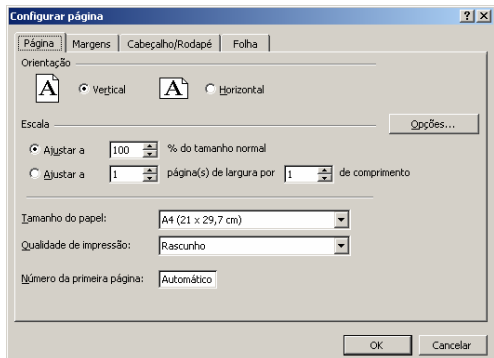 Configurar página
Página Margens Cabeçalho/Rodapé Folha
Orientação
A Vertical A Horizontal
Escala
Opções...
Ajustar a 100 % do tamanho normal
Ajustar a 1 página(s) de largura por 1 de comprimento
Tamanho do papel: A4 (21 x 29,7 cm)
Qualidade de impressão: Rascunho
Número da primeira página: Automático
OK Cancelar